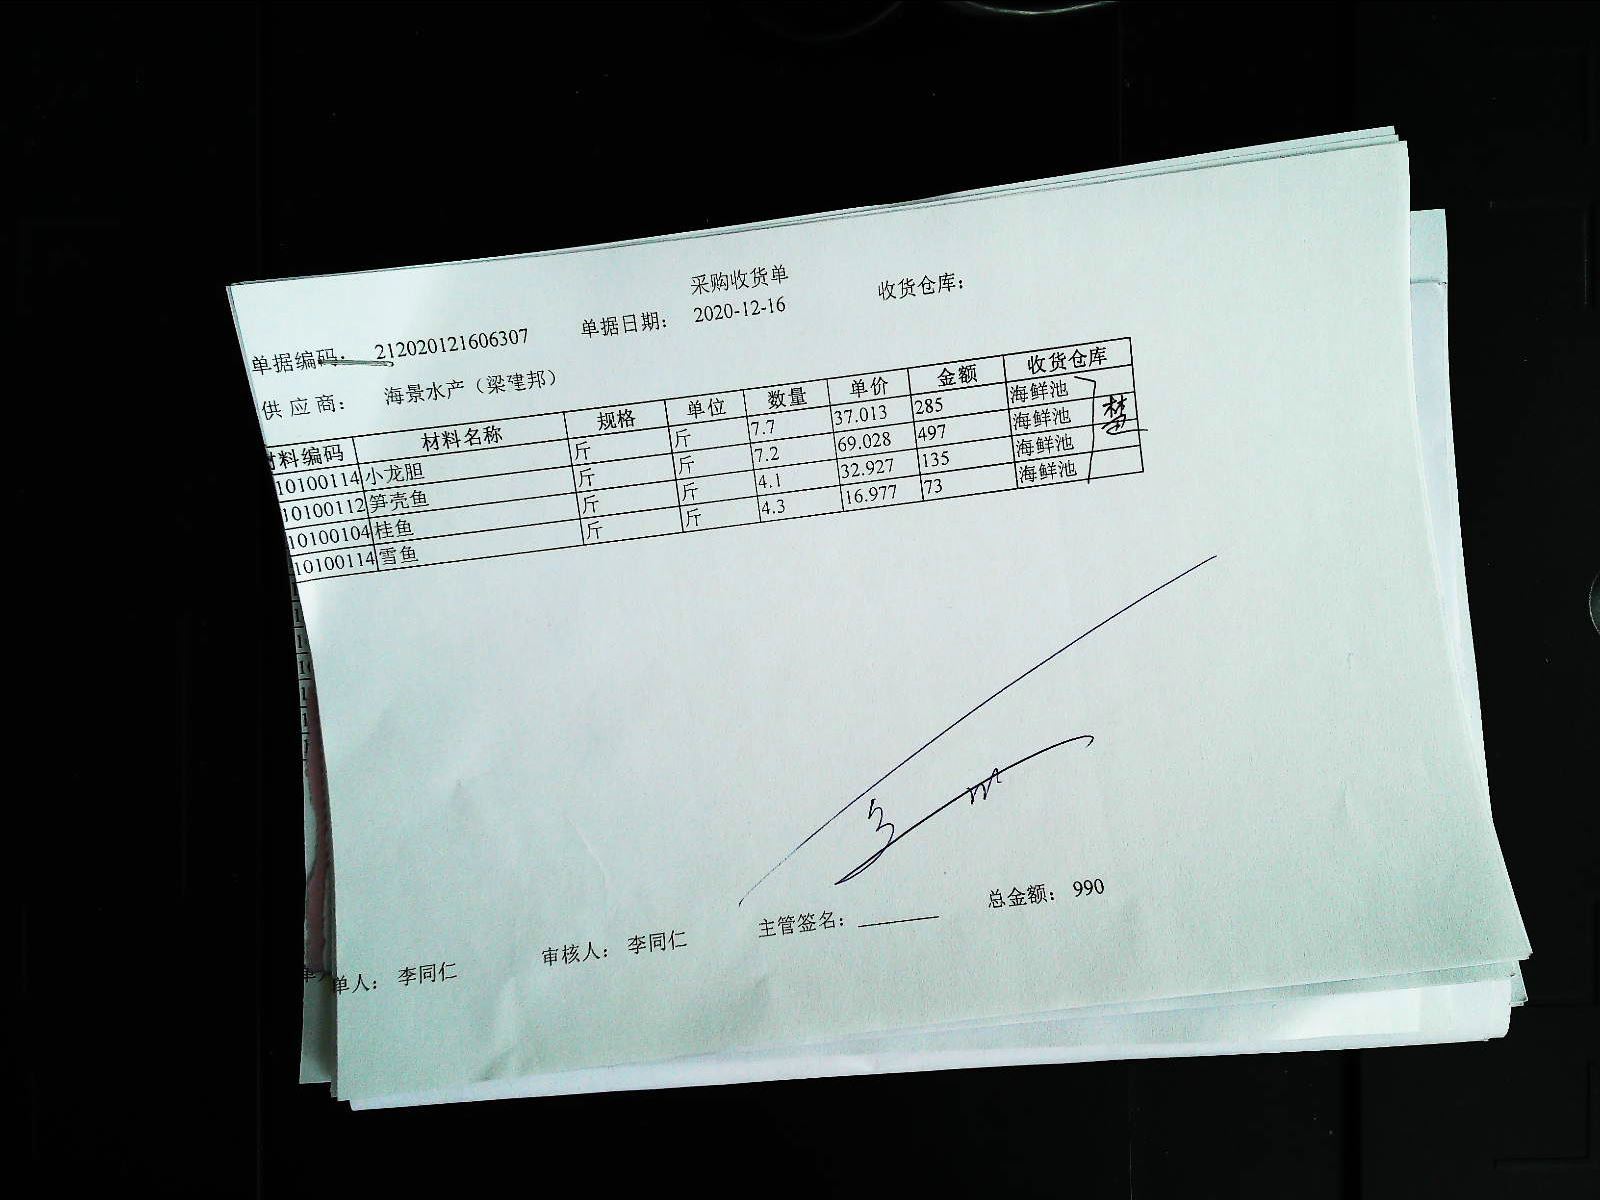 采购收货单
单据编码： 212020121606307 单据日期： 2020-12-16 收货仓库：
供应商： 海景水产（梁建邦）
材料编码 材料名称 规格 单位 数量 单价 金额 收货仓库
10100114 小龙胆 斤 斤 7.7 37.013 285 海鲜池
10100112 笋壳鱼 斤 斤 7.2 69.028 497 海鲜池
10100104 桂鱼 斤 斤 4.1 32.927 135 海鲜池
10100114 雪鱼 斤 斤 4.3 16.977 73 海鲜池
单人： 李同仁 审核人： 李同仁 主管签名： 总金额： 990